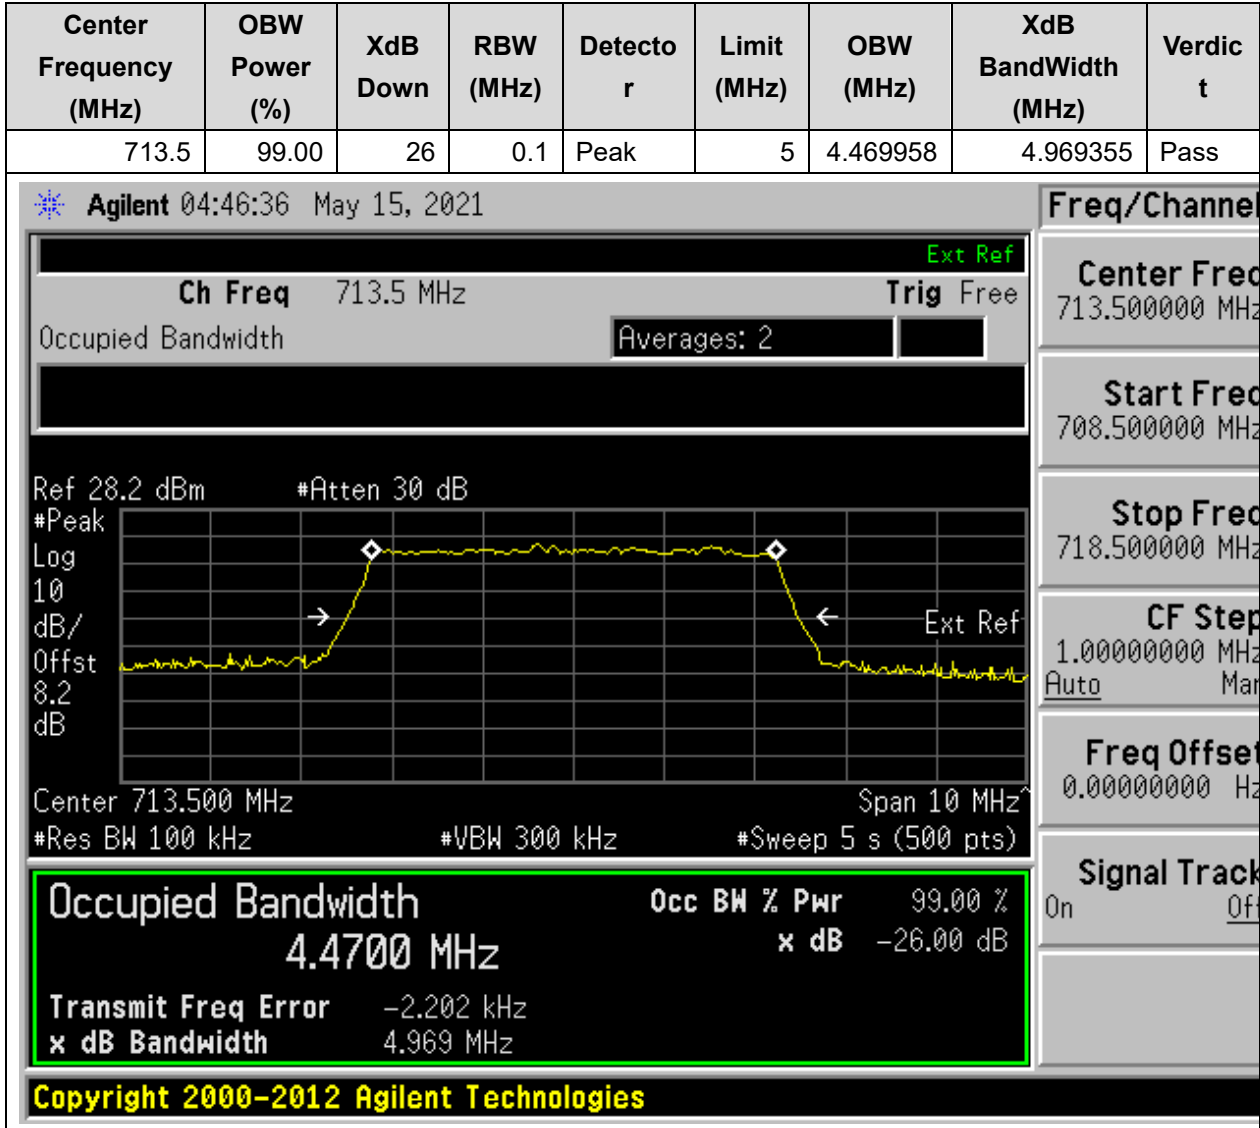 Center Frequency (MHz) OBW Power (%) XdB Down RBW (MHz) Detector Limit (MHz) OBW (MHz) XdB BandWidth (MHz) Verdict
713.5 99.00 26 0.1 Peak 5 4.469958 4.969355 Pass
Agilent 04:46:36 May 15, 2021
Freq/Channel
Ext Ref
Ch Freq 713.5 MHz Trig Free
Occupied Bandwidth Averages: 2
Center Freq
713.500000 MHz
Start Freq
708.500000 MHz
Stop Freq
718.500000 MHz
CF Step
1.00000000 MHz
Auto Man
Freq Offset
0.00000000 Hz
Signal Track
On Off
Ref 28.2 dBm #Atten 30 dB
#Peak
Log
10
dB/
Offst
8.2
dB
Ext Ref
Center 713.500 MHz Span 10 MHz^
#Res BW 100 kHz #VBW 300 kHz #Sweep 5 s (500 pts)
Occupied Bandwidth
4.4700 MHz
Occ BW % Pwr 99.00 %
x dB -26.00 dB
Transmit Freq Error -2.202 kHz
x dB Bandwidth 4.969 MHz
Copyright 2000-2012 Agilent Technologies